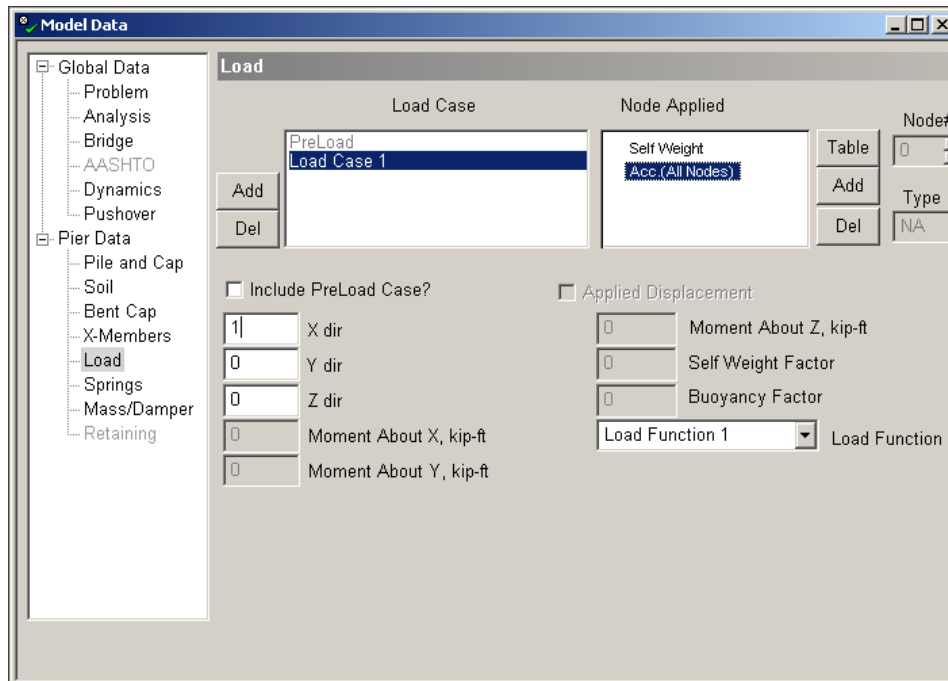 Model Data
Global Data
Problem
Analysis
Bridge
AASHTO
Dynamics
Pushover
Pier Data
Pile and Cap
Soil
Bent Cap
X-Members
Load
Springs
Mass/Damper
Retaining
Load
Load Case
Node Applied
Node#
PreLoad
Load Case 1
Self Weight
Acc.(All Nodes)
Add
Del
Table
Add
Del
0
Type
NA
Include PreLoad Case?
Applied Displacement
1 X dir
0 Y dir
0 Z dir
0 Moment About X, kip-ft
0 Moment About Y, kip-ft
0 Moment About Z, kip-ft
0 Self Weight Factor
0 Buoyancy Factor
Load Function 1 Load Function